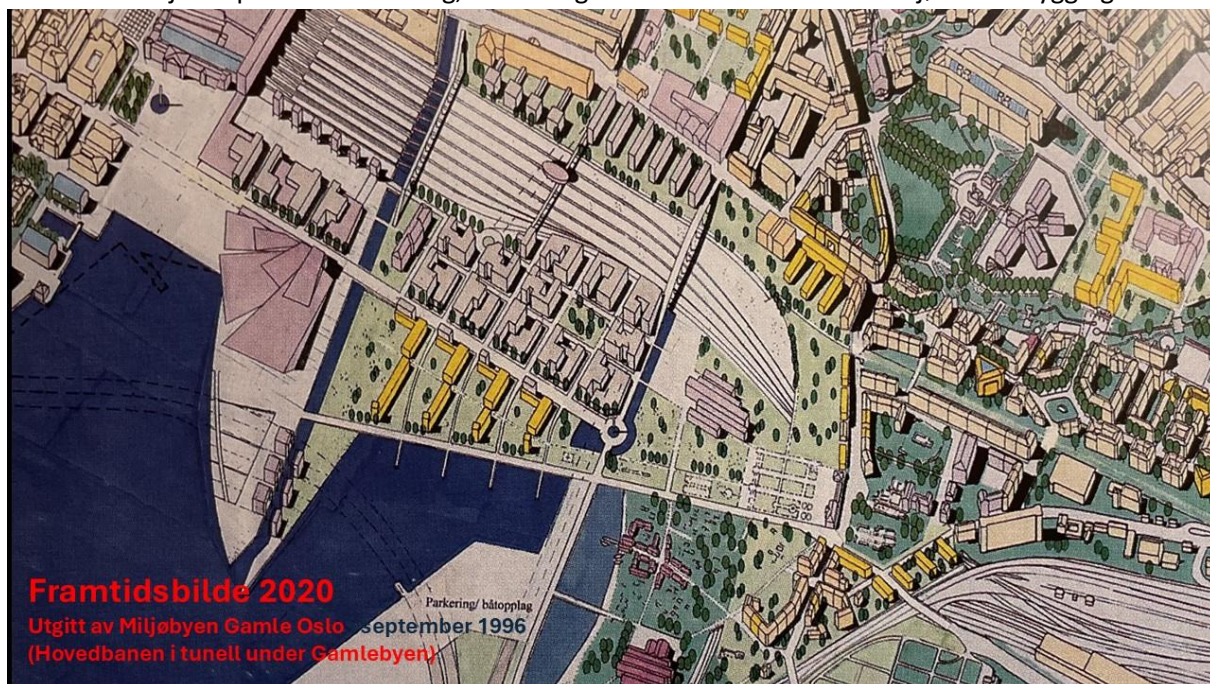 Parkering/ båtopplag
Framtidsbilde 2020
Utgitt av Miljøbyen Gamle Oslo september 1996
(Hovedbanen i tunell under Gamlebyen)